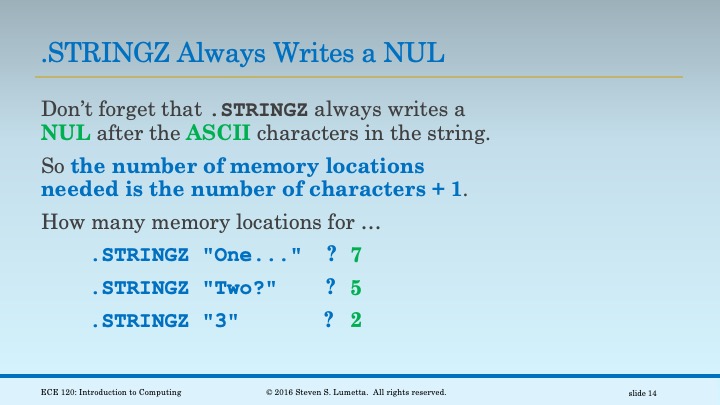 .STRINGZ Always Writes a NUL
Don’t forget that .STRINGZ always writes a
NUL after the ASCII characters in the string.
So the number of memory locations
needed is the number of characters + 1.
How many memory locations for …
.STRINGZ "One..." ? 7
.STRINGZ "Two?" ? 5
.STRINGZ "3" ? 2
ECE 120: Introduction to Computing © 2016 Steven S. Lumetta. All rights reserved. slide 14